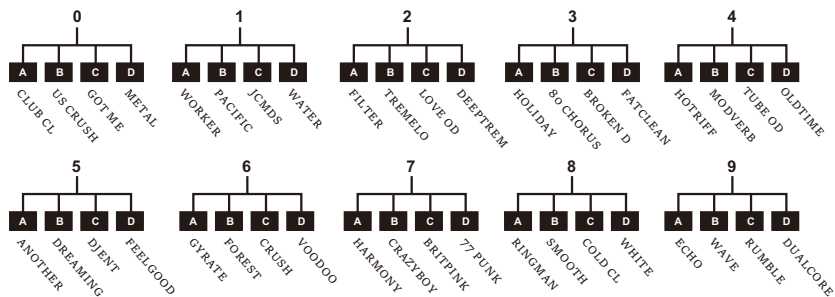 0 1 2 3 4
A B C D A B C D A B C D A B C D A B C D
CLUB CL US CRUSH GOT ME METAL WORKER PACIFIC JCMDS WATER FILTER TREMELO LOVE OD DEEPTREM HOLIDAY 80 CHORUS BROKEN D FATCLEAN HOTRIFF MODVERB TUBE OD OLDTIME
5 6 7 8 9
A B C D A B C D A B C D A B C D A B C D
ANOTHER DREAMING DJENT FEELGOOD GYRATE FOREST CRUSH VOODOO HARMONY CRAZYBOY BRITPINK 77 PUNK RINGMAN SMOOTH COLD CL WHITE ECHO WAVE RUMBLE DUALCORE